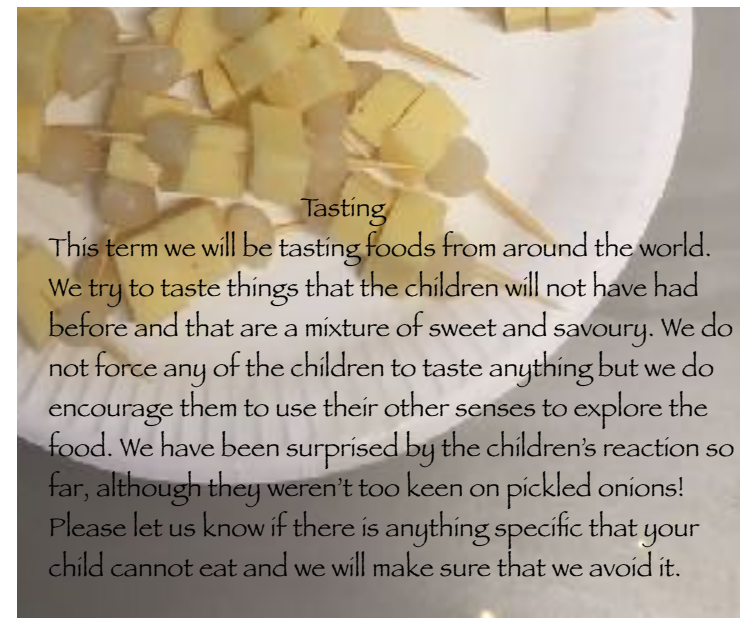 Tasting
This term we will be tasting foods from around the world.
We try to taste things that the children will not have had
before and that are a mixture of sweet and savoury. We do
not force any of the children to taste anything but we do
encourage them to use their other senses to explore the
food. We have been surprised by the children's reaction so
far, although they weren't too keen on pickled onions!
Please let us know if there is anything specific that your
child cannot eat and we will make sure that we avoid it.